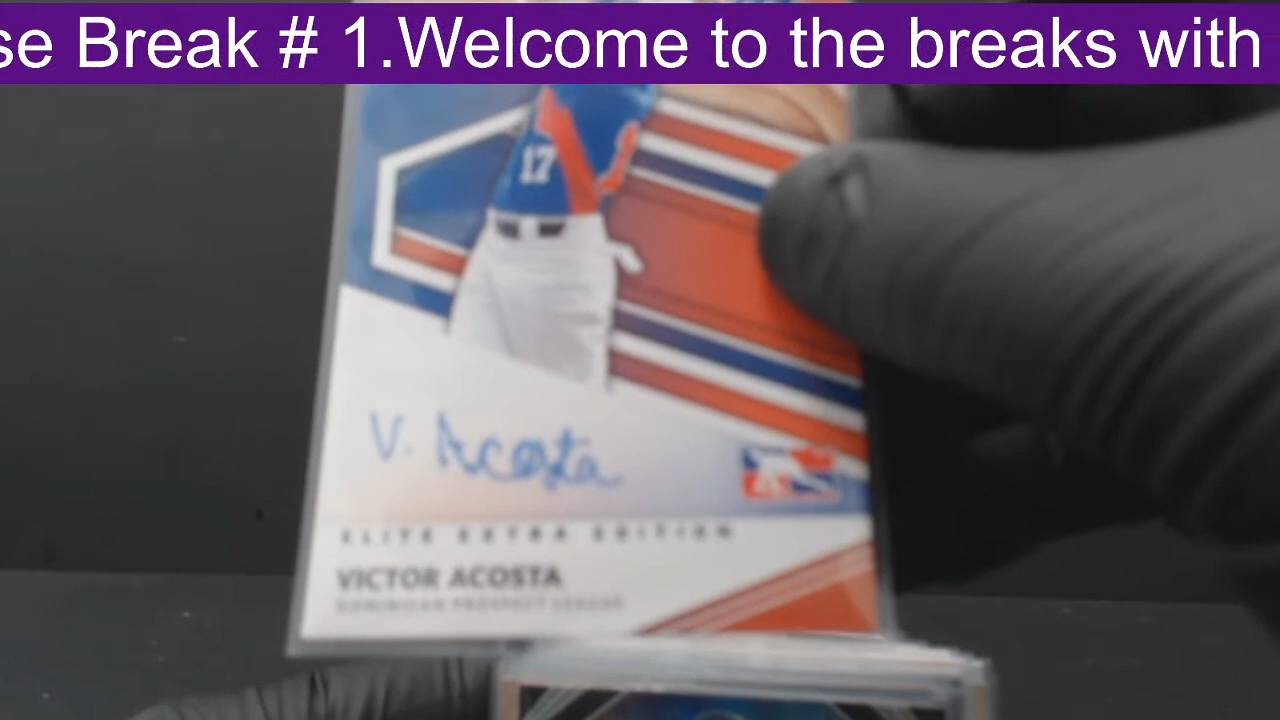 se Break # 1.Welcome to the breaks with
17
V. Acosta
ELITE EXTRA EDITION
VICTOR ACOSTA
DOMINICAN PROSPECT LEAGUE